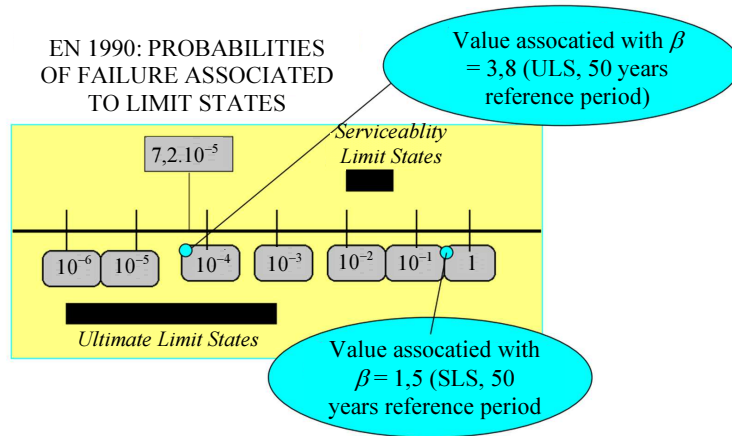 EN 1990: PROBABILITIES
OF FAILURE ASSOCIATED
TO LIMIT STATES
Value assocatied with β
= 3,8 (ULS, 50 years
reference period)
Serviceablity
Limit States
7,2.10⁻⁵
10⁻⁶
10⁻⁵
10⁻⁴
10⁻³
10⁻²
10⁻¹
1
Ultimate Limit States
Value assocatied with
β = 1,5 (SLS, 50
years reference period